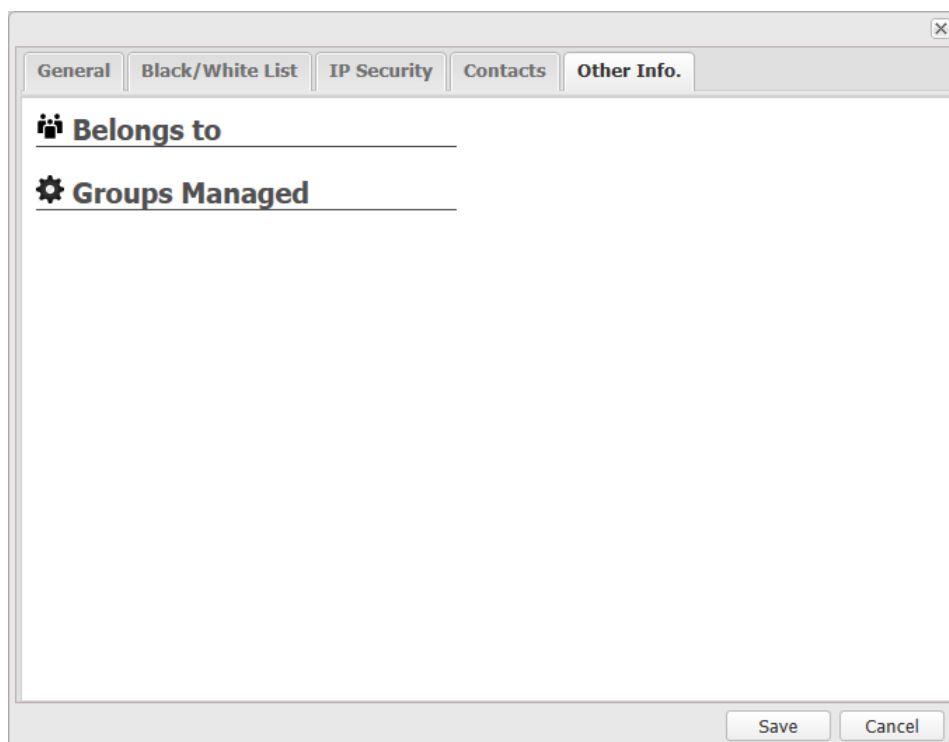 General Black/White List IP Security Contacts Other Info.
Belongs to
Groups Managed
Save Cancel